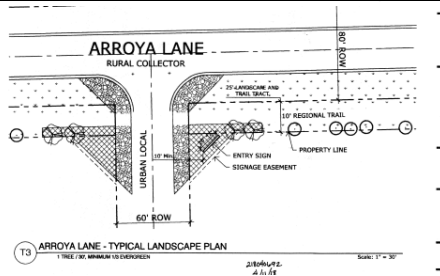 ARROYA LANE
RURAL COLLECTOR
80' ROW
25' LANDSCAPE AND
TRAIL TRACT.
10' REGIONAL TRAIL
PROPERTY LINE
10' Min.
ENTRY SIGN
SIGNAGE EASEMENT
URBAN LOCAL
60' ROW
T3
ARROYA LANE - TYPICAL LANDSCAPE PLAN
1 TREE / 30', MINIMUM 1/3 EVERGREEN
Scale: 1" = 30'